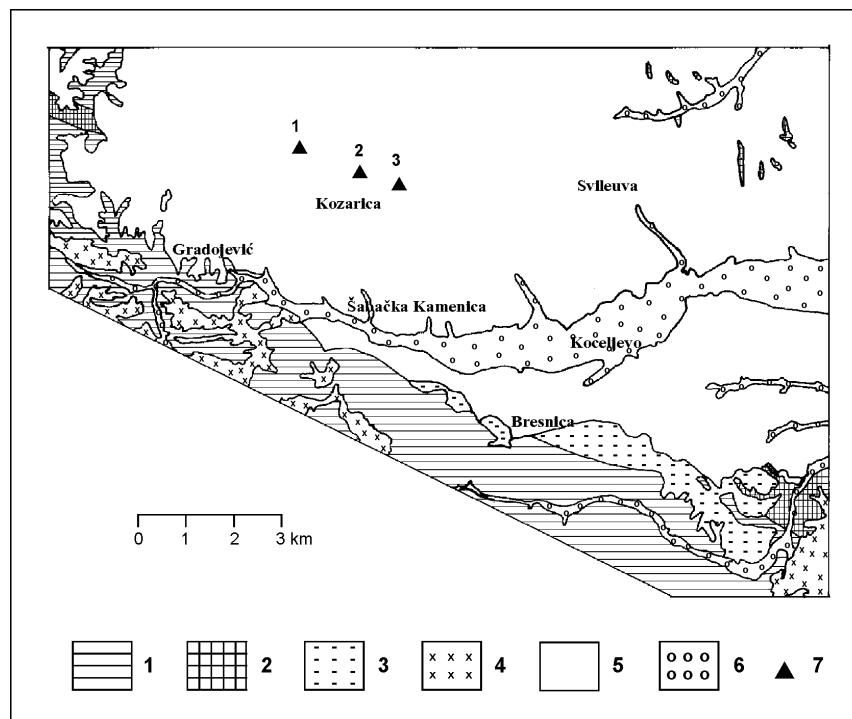 1
2
3
Svileuva
Kozarica
Gradojević
Šabačka Kamenica
Koceljevo
Bresnica
0 1 2 3 km
1 2 3 4 5 6 7